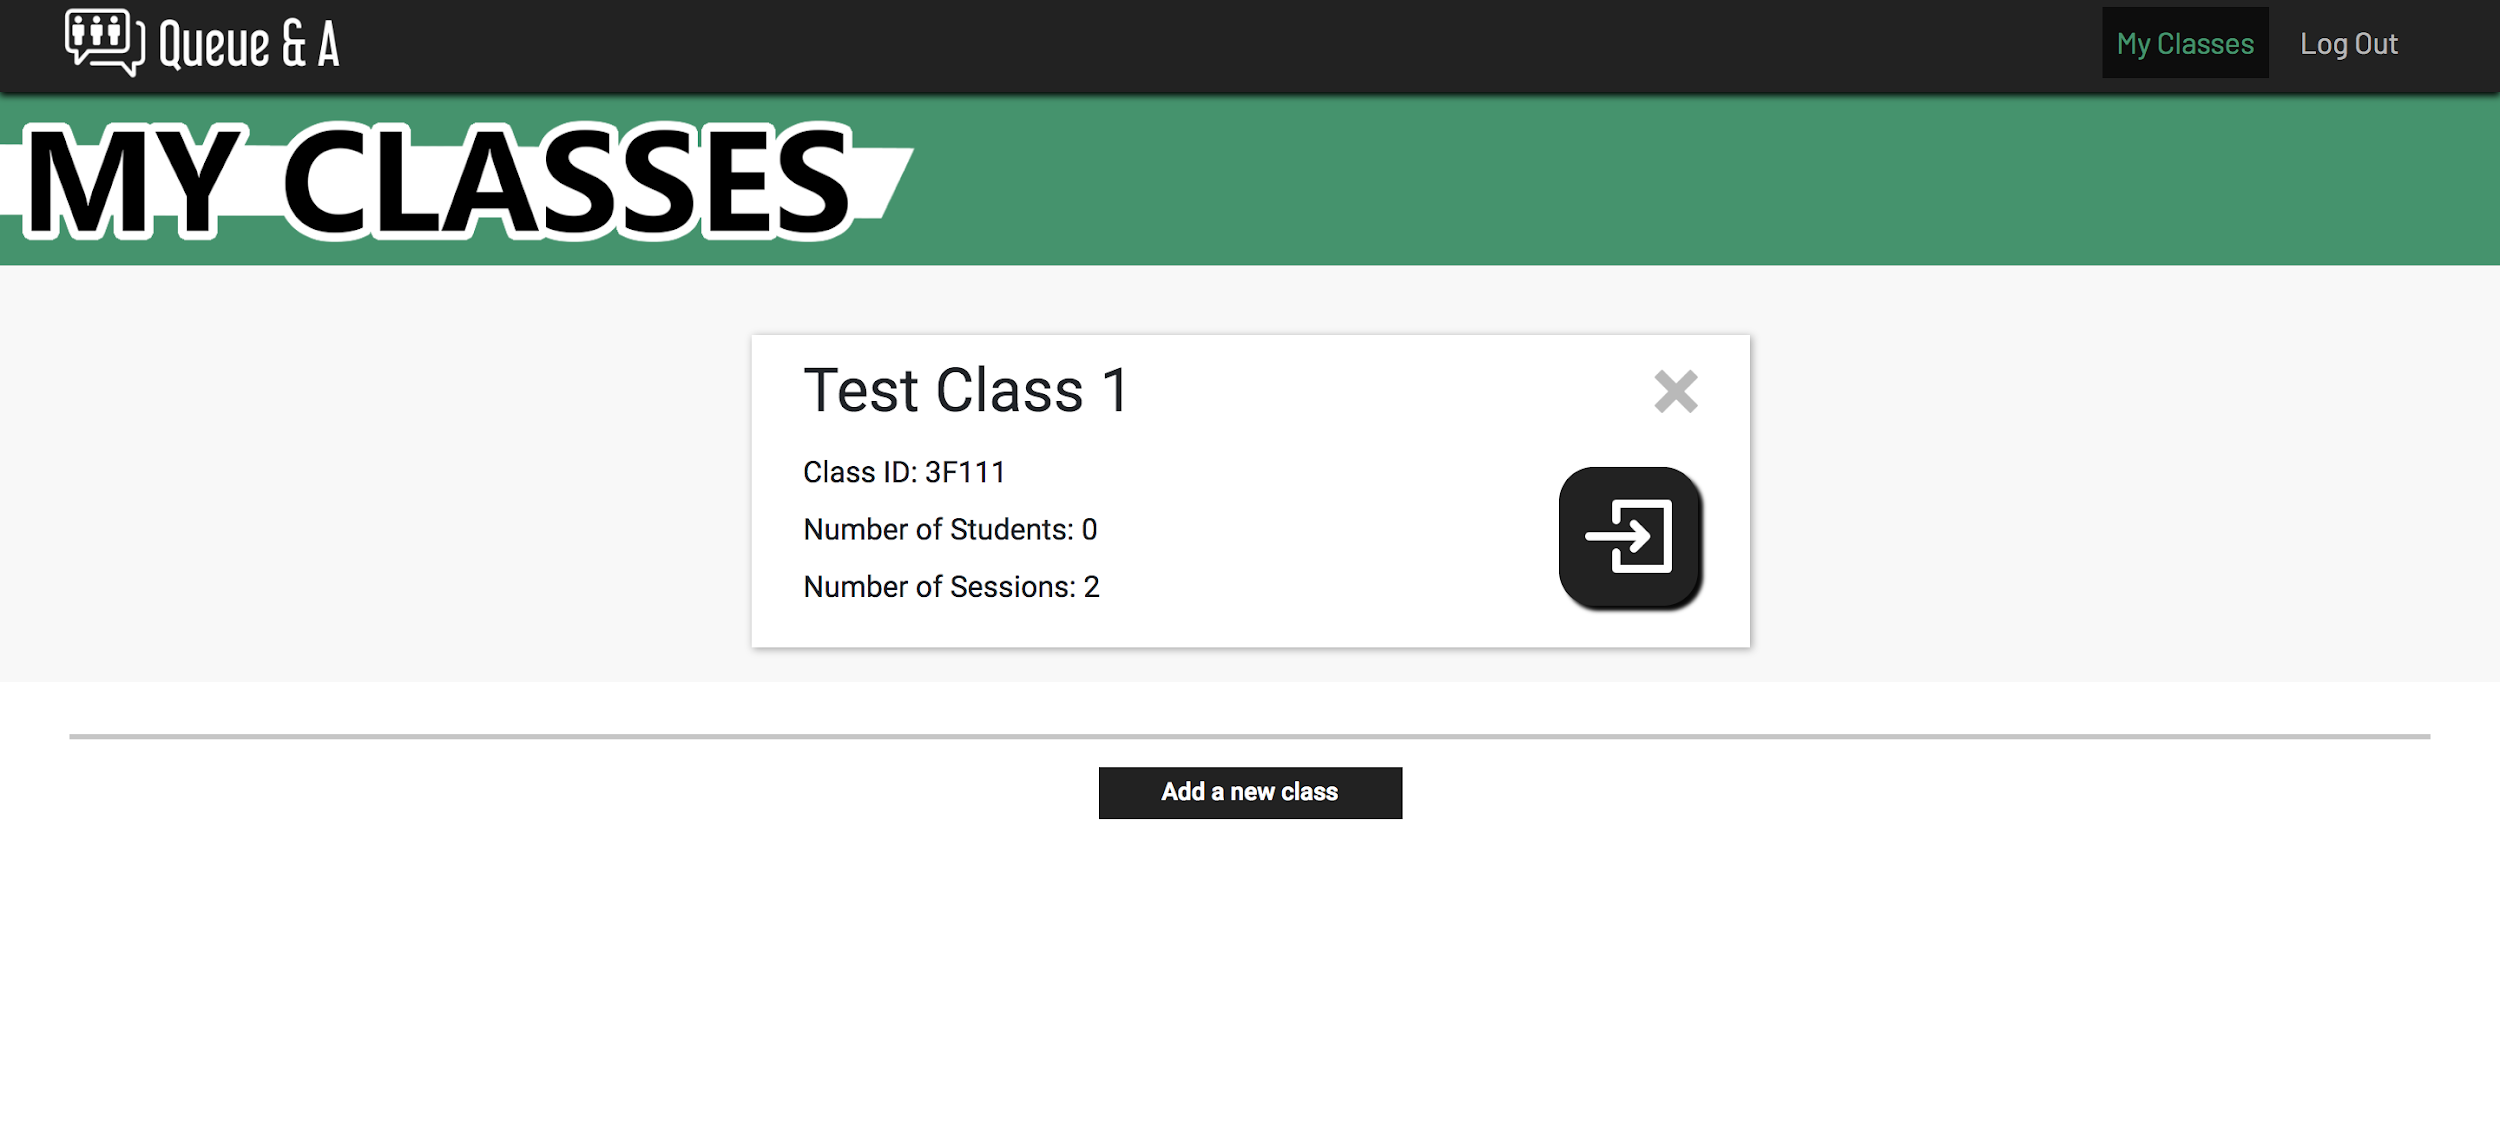 Queue & A
My Classes
Log Out
MY CLASSES
Test Class 1
Class ID: 3F111
Number of Students: 0
Number of Sessions: 2
Add a new class